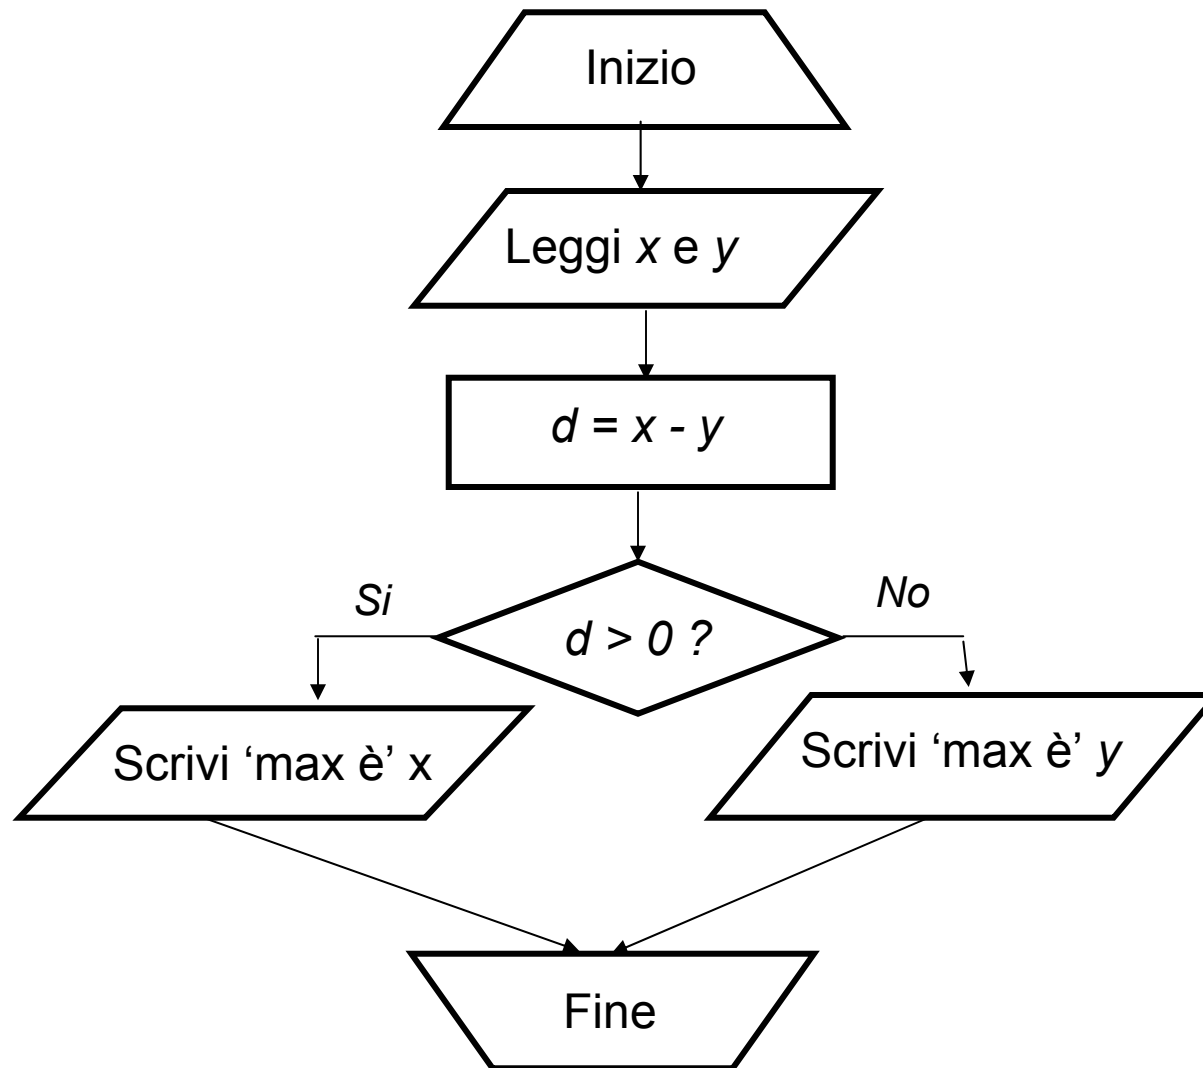 Inizio
Leggi x e y
d = x - y
Si
No
d > 0 ?
Scrivi ‘max è’ x
Scrivi ‘max è’ y
Fine